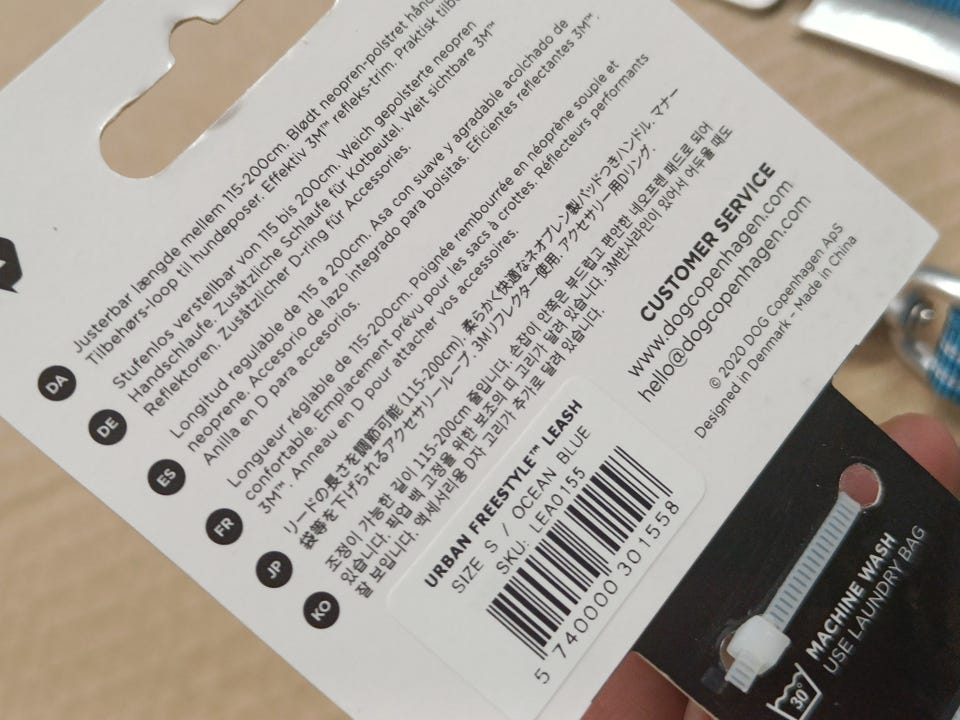 DA
Justerbar længde mellem 115-200cm. Blødt neopren-polstret
Tilbehørs-loop til hundeposer. Effektiv 3M™ refleks-trim. Praktisk
DE
Stufenlos verstellbar von 115 bis 200cm. Weich gepolsterte neopren
Handschlaufe. Zusätzliche Schlaufe für Kotbeutel. Weit sichtbare 3M™
Reflektoren. Zusätzlicher D-ring für Accessories.
ES
Longitud regulable de 115 a 200cm. Asa con suave y agradable acolchado de
neoprene. Accesorio de lazo integrado para bolsitas. Eficientes reflectantes 3M™.
Anilla en D para accesorios.
FR
Longueur réglable de 115-200cm. Poignée rembourrée en néoprène souple et
confortable. Emplacement prévu pour les sacs à crottes. Réflecteurs performants
3M™. Anneau en D pour attacher vos accessoires.
JP
リードの長さを調節可能 (115-200cm), 柔らかく快適なネオプレン製パッドつきハンドル, マナー
袋等を下げられるアクセサリーループ, 3Mリフレクター使用, アクセサリー用Dリング.
KO
조정이 가능한 길이 115-200cm 줄입니다. 손잡이 안쪽은 부드럽고 편안한 네오프렌 패드로 되어
있습니다. 픽업 백 고정을 위한 보조의 띠 고리가 달려 있습니다. 3M반사라인이 있어서 어두울 때도
잘 보입니다. 액세서리용 D자 고리가 추가로 달려 있습니다.
CUSTOMER SERVICE
www.dogcopenhagen.com
hello@dogcopenhagen.com
© 2020 DOG Copenhagen ApS
Designed in Denmark – Made in China
URBAN FREESTYLE™ LEASH
SIZE S / OCEAN BLUE
SKU: LEA0155
5 740000 301558
30°
MACHINE WASH
USE LAUNDRY BAG